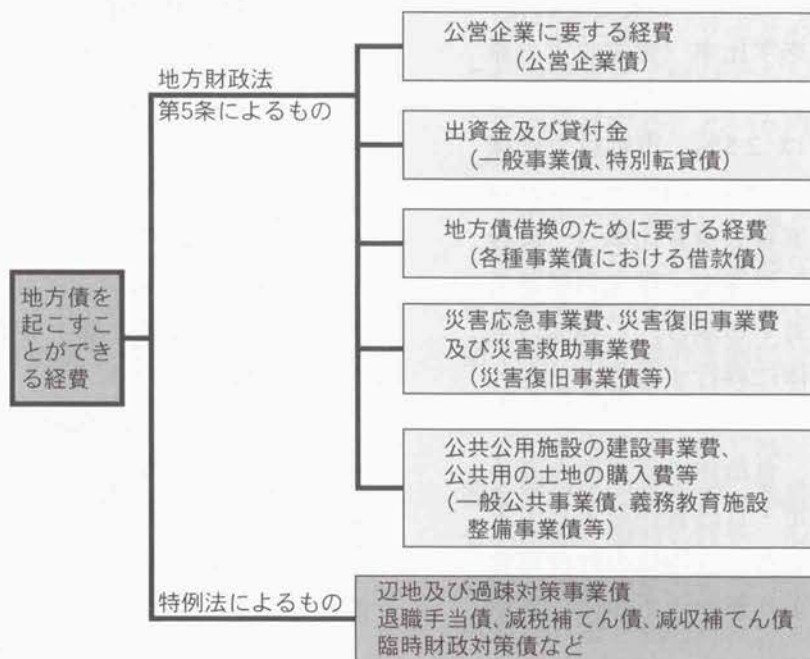 地方債を
起こすこ
とができ
る経費
地方財政法
第5条によるもの
公営企業に要する経費
(公営企業債)
出資金及び貸付金
(一般事業債、特別転貸債)
地方債借換のために要する経費
(各種事業債における借款債)
災害応急事業費、災害復旧事業費
及び災害救助事業費
(災害復旧事業債等)
公共公用施設の建設事業費、
公共用の土地の購入費等
(一般公共事業債、義務教育施設
整備事業債等)
特例法によるもの
辺地及び過疎対策事業債
退職手当債、減税補てん債、減収補てん債
臨時財政対策債など